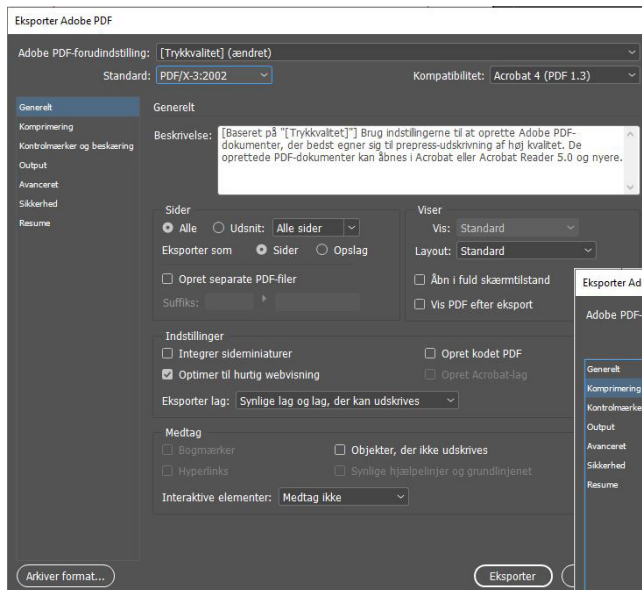 Eksporter Adobe PDF
Adobe PDF-forudindstilling: [Trykkvalitet] (ændret)
Standard: PDF/X-3:2002 Kompatibilitet: Acrobat 4 (PDF 1.3)
Generelt
Komprimering
Kontrolmærker og beskæring
Output
Avanceret
Sikkerhed
Resume
Generelt
Beskrivelse: [Baseret på "[Trykkvalitet]"] Brug indstillingerne til at oprette Adobe PDF-
dokumenter, der bedst egner sig til prepress-udskrivning af høj kvalitet. De
oprettede PDF-dokumenter kan åbnes i Acrobat eller Acrobat Reader 5.0 og nyere.
Sider
Alle Udsnit: Alle sider
Eksporter som Sider Opslag
Opret separate PDF-filer
Suffiks:
Viser
Vis: Standard
Layout: Standard
Åbn i fuld skærmtilstand
Vis PDF efter eksport
Indstillinger
Integrer sideminiaturer Opret kodet PDF
Optimer til hurtig webvisning Opret Acrobat-lag
Eksporter lag: Synlige lag og lag, der kan udskrives
Medtag
Bogmærker Objekter, der ikke udskrives
Hyperlinks Synlige hjælpelinjer og grundlinjenet
Interaktive elementer: Medtag ikke
Arkiver format... Eksporter
Eksporter Ad
Adobe PDF-
Generelt
Komprimering
Kontrolmærke
Output
Avanceret
Sikkerhed
Resume